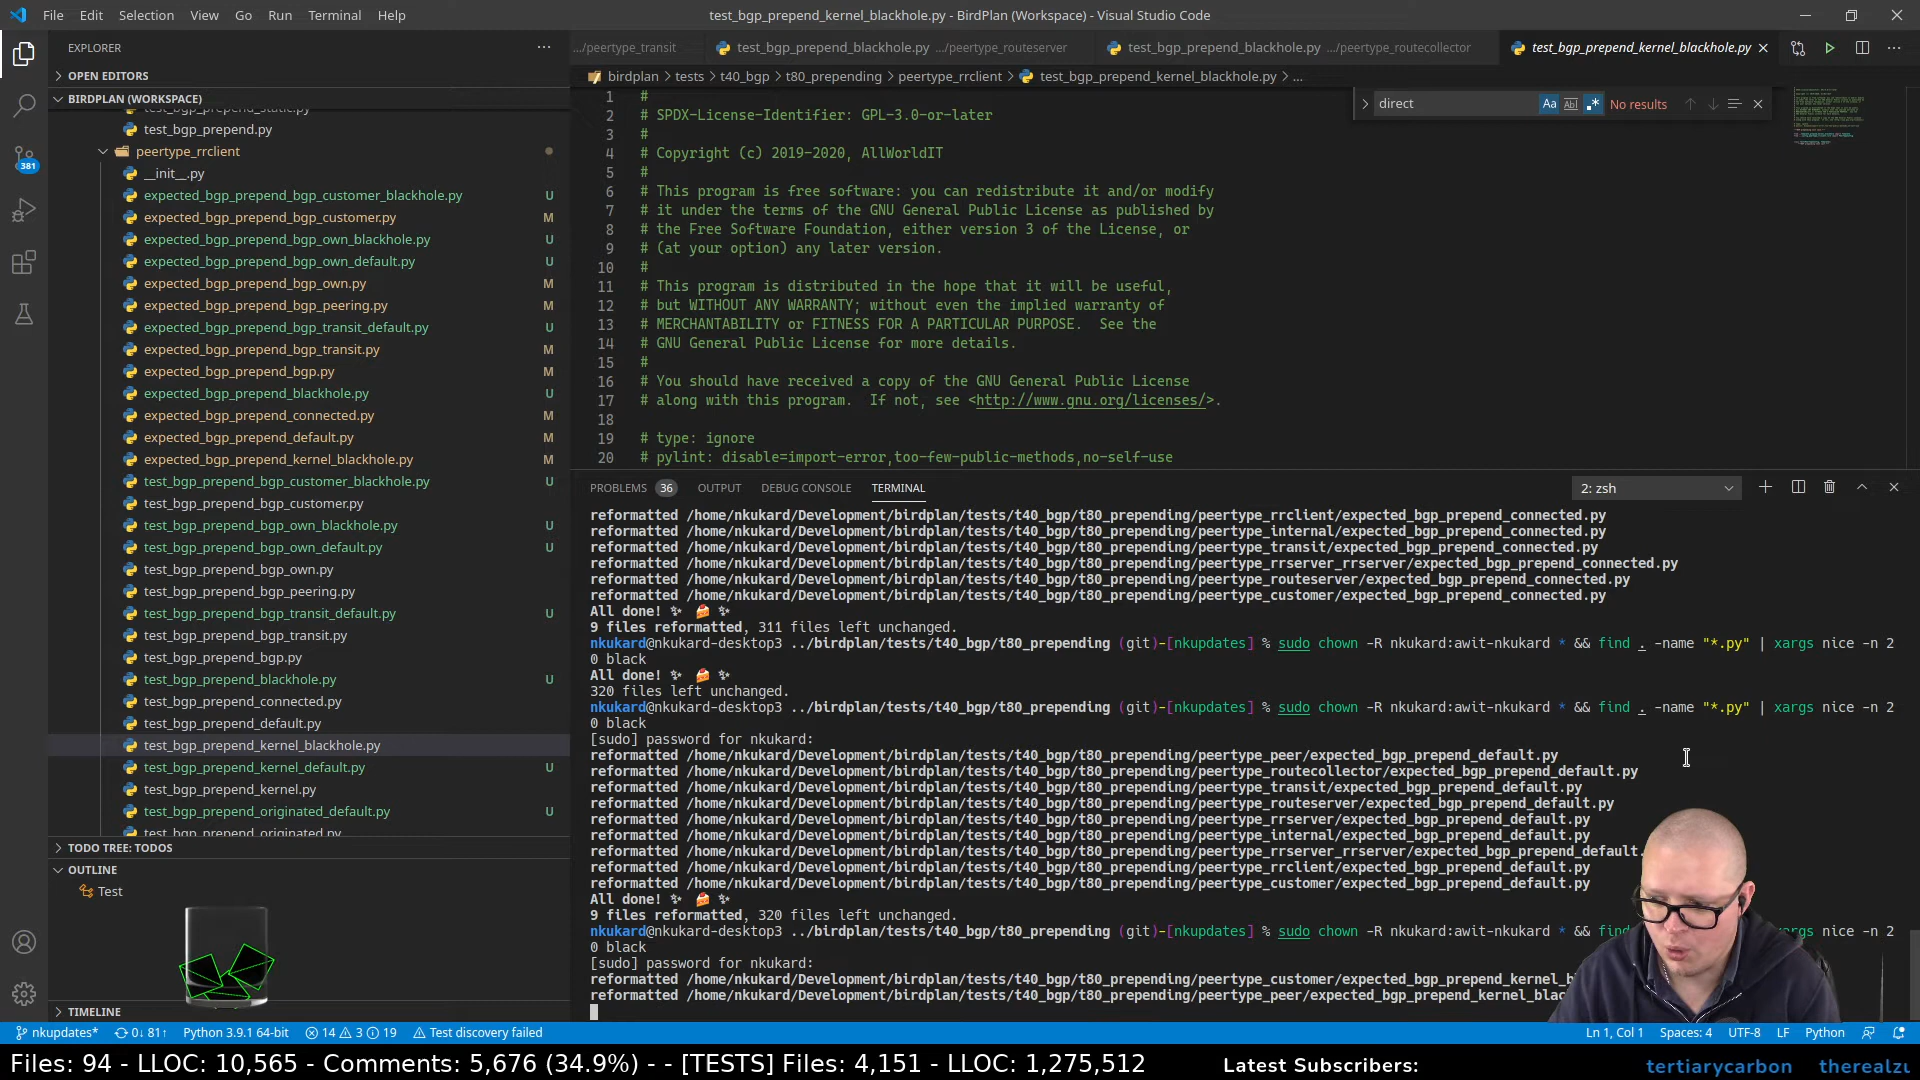 File Edit Selection View Go Run Terminal Help
test_bgp_prepend_kernel_blackhole.py - BirdPlan (Workspace) - Visual Studio Code
EXPLORER
OPEN EDITORS
BIRDPLAN (WORKSPACE)
test_bgp_prepend_static.py
test_bgp_prepend.py
peertype_rrclient
__init__.py
expected_bgp_prepend_bgp_customer_blackhole.py U
expected_bgp_prepend_bgp_customer.py M
expected_bgp_prepend_bgp_own_blackhole.py U
expected_bgp_prepend_bgp_own_default.py U
expected_bgp_prepend_bgp_own.py M
expected_bgp_prepend_bgp_peering.py M
expected_bgp_prepend_bgp_transit_default.py U
expected_bgp_prepend_bgp_transit.py M
expected_bgp_prepend_bgp.py M
expected_bgp_prepend_blackhole.py U
expected_bgp_prepend_connected.py M
expected_bgp_prepend_default.py M
expected_bgp_prepend_kernel_blackhole.py M
test_bgp_prepend_bgp_customer_blackhole.py U
test_bgp_prepend_bgp_customer.py
test_bgp_prepend_bgp_own_blackhole.py U
test_bgp_prepend_bgp_own_default.py U
test_bgp_prepend_bgp_own.py
test_bgp_prepend_bgp_peering.py
test_bgp_prepend_bgp_transit_default.py U
test_bgp_prepend_bgp_transit.py
test_bgp_prepend_bgp.py
test_bgp_prepend_blackhole.py U
test_bgp_prepend_connected.py
test_bgp_prepend_default.py
test_bgp_prepend_kernel_blackhole.py
test_bgp_prepend_kernel_default.py U
test_bgp_prepend_kernel.py
test_bgp_prepend_originated_default.py U
test_bgp_prepend_originated.py
TODO TREE: TODOS
OUTLINE
Test
TIMELINE
381
.../peertype_transit test_bgp_prepend_blackhole.py .../peertype_routeserver test_bgp_prepend_blackhole.py .../peertype_routecollector test_bgp_prepend_kernel_blackhole.py
birdplan > tests > t40_bgp > t80_prepending > peertype_rrclient > test_bgp_prepend_kernel_blackhole.py > ...
direct Aa Ab .* No results
1 #
2 # SPDX-License-Identifier: GPL-3.0-or-later
3 #
4 # Copyright (c) 2019-2020, AllWorldIT
5 #
6 # This program is free software: you can redistribute it and/or modify
7 # it under the terms of the GNU General Public License as published by
8 # the Free Software Foundation, either version 3 of the License, or
9 # (at your option) any later version.
10 #
11 # This program is distributed in the hope that it will be useful,
12 # but WITHOUT ANY WARRANTY; without even the implied warranty of
13 # MERCHANTABILITY or FITNESS FOR A PARTICULAR PURPOSE.  See the
14 # GNU General Public License for more details.
15 #
16 # You should have received a copy of the GNU General Public License
17 # along with this program.  If not, see <http://www.gnu.org/licenses/>.
18
19 # type: ignore
20 # pylint: disable=import-error,too-few-public-methods,no-self-use
PROBLEMS 36 OUTPUT DEBUG CONSOLE TERMINAL 2: zsh
reformatted /home/nkukard/Development/birdplan/tests/t40_bgp/t80_prepending/peertype_rrclient/expected_bgp_prepend_connected.py
reformatted /home/nkukard/Development/birdplan/tests/t40_bgp/t80_prepending/peertype_internal/expected_bgp_prepend_connected.py
reformatted /home/nkukard/Development/birdplan/tests/t40_bgp/t80_prepending/peertype_transit/expected_bgp_prepend_connected.py
reformatted /home/nkukard/Development/birdplan/tests/t40_bgp/t80_prepending/peertype_rrserver_rrserver/expected_bgp_prepend_connected.py
reformatted /home/nkukard/Development/birdplan/tests/t40_bgp/t80_prepending/peertype_routeserver/expected_bgp_prepend_connected.py
reformatted /home/nkukard/Development/birdplan/tests/t40_bgp/t80_prepending/peertype_customer/expected_bgp_prepend_connected.py
All done! ✨ 🍰 ✨
9 files reformatted, 311 files left unchanged.
nkukard@nkukard-desktop3 ../birdplan/tests/t40_bgp/t80_prepending (git)-[nkupdates] % sudo chown -R nkukard:awit-nkukard * && find . -name "*.py" | xargs nice -n 2
0 black
All done! ✨ 🍰 ✨
320 files left unchanged.
nkukard@nkukard-desktop3 ../birdplan/tests/t40_bgp/t80_prepending (git)-[nkupdates] % sudo chown -R nkukard:awit-nkukard * && find . -name "*.py" | xargs nice -n 2
0 black
[sudo] password for nkukard:
reformatted /home/nkukard/Development/birdplan/tests/t40_bgp/t80_prepending/peertype_peer/expected_bgp_prepend_default.py
reformatted /home/nkukard/Development/birdplan/tests/t40_bgp/t80_prepending/peertype_routecollector/expected_bgp_prepend_default.py
reformatted /home/nkukard/Development/birdplan/tests/t40_bgp/t80_prepending/peertype_transit/expected_bgp_prepend_default.py
reformatted /home/nkukard/Development/birdplan/tests/t40_bgp/t80_prepending/peertype_routeserver/expected_bgp_prepend_default.py
reformatted /home/nkukard/Development/birdplan/tests/t40_bgp/t80_prepending/peertype_rrserver/expected_bgp_prepend_default.py
reformatted /home/nkukard/Development/birdplan/tests/t40_bgp/t80_prepending/peertype_internal/expected_bgp_prepend_default.py
reformatted /home/nkukard/Development/birdplan/tests/t40_bgp/t80_prepending/peertype_rrserver_rrserver/expected_bgp_prepend_default.
reformatted /home/nkukard/Development/birdplan/tests/t40_bgp/t80_prepending/peertype_rrclient/expected_bgp_prepend_default.py
reformatted /home/nkukard/Development/birdplan/tests/t40_bgp/t80_prepending/peertype_customer/expected_bgp_prepend_default.py
All done! ✨ 🍰 ✨
9 files reformatted, 320 files left unchanged.
nkukard@nkukard-desktop3 ../birdplan/tests/t40_bgp/t80_prepending (git)-[nkupdates] % sudo chown -R nkukard:awit-nkukard * && find xargs nice -n 2
0 black
[sudo] password for nkukard:
reformatted /home/nkukard/Development/birdplan/tests/t40_bgp/t80_prepending/peertype_customer/expected_bgp_prepend_kernel_b
reformatted /home/nkukard/Development/birdplan/tests/t40_bgp/t80_prepending/peertype_peer/expected_bgp_prepend_kernel_blac
nkupdates* 0↓ 81↑ Python 3.9.1 64-bit 14 3 19 Test discovery failed Ln 1, Col 1 Spaces: 4 UTF-8 LF Python
Files: 94 - LLOC: 10,565 - Comments: 5,676 (34.9%) - - [TESTS] Files: 4,151 - LLOC: 1,275,512 Latest Subscribers: tertiarycarbon therealzu